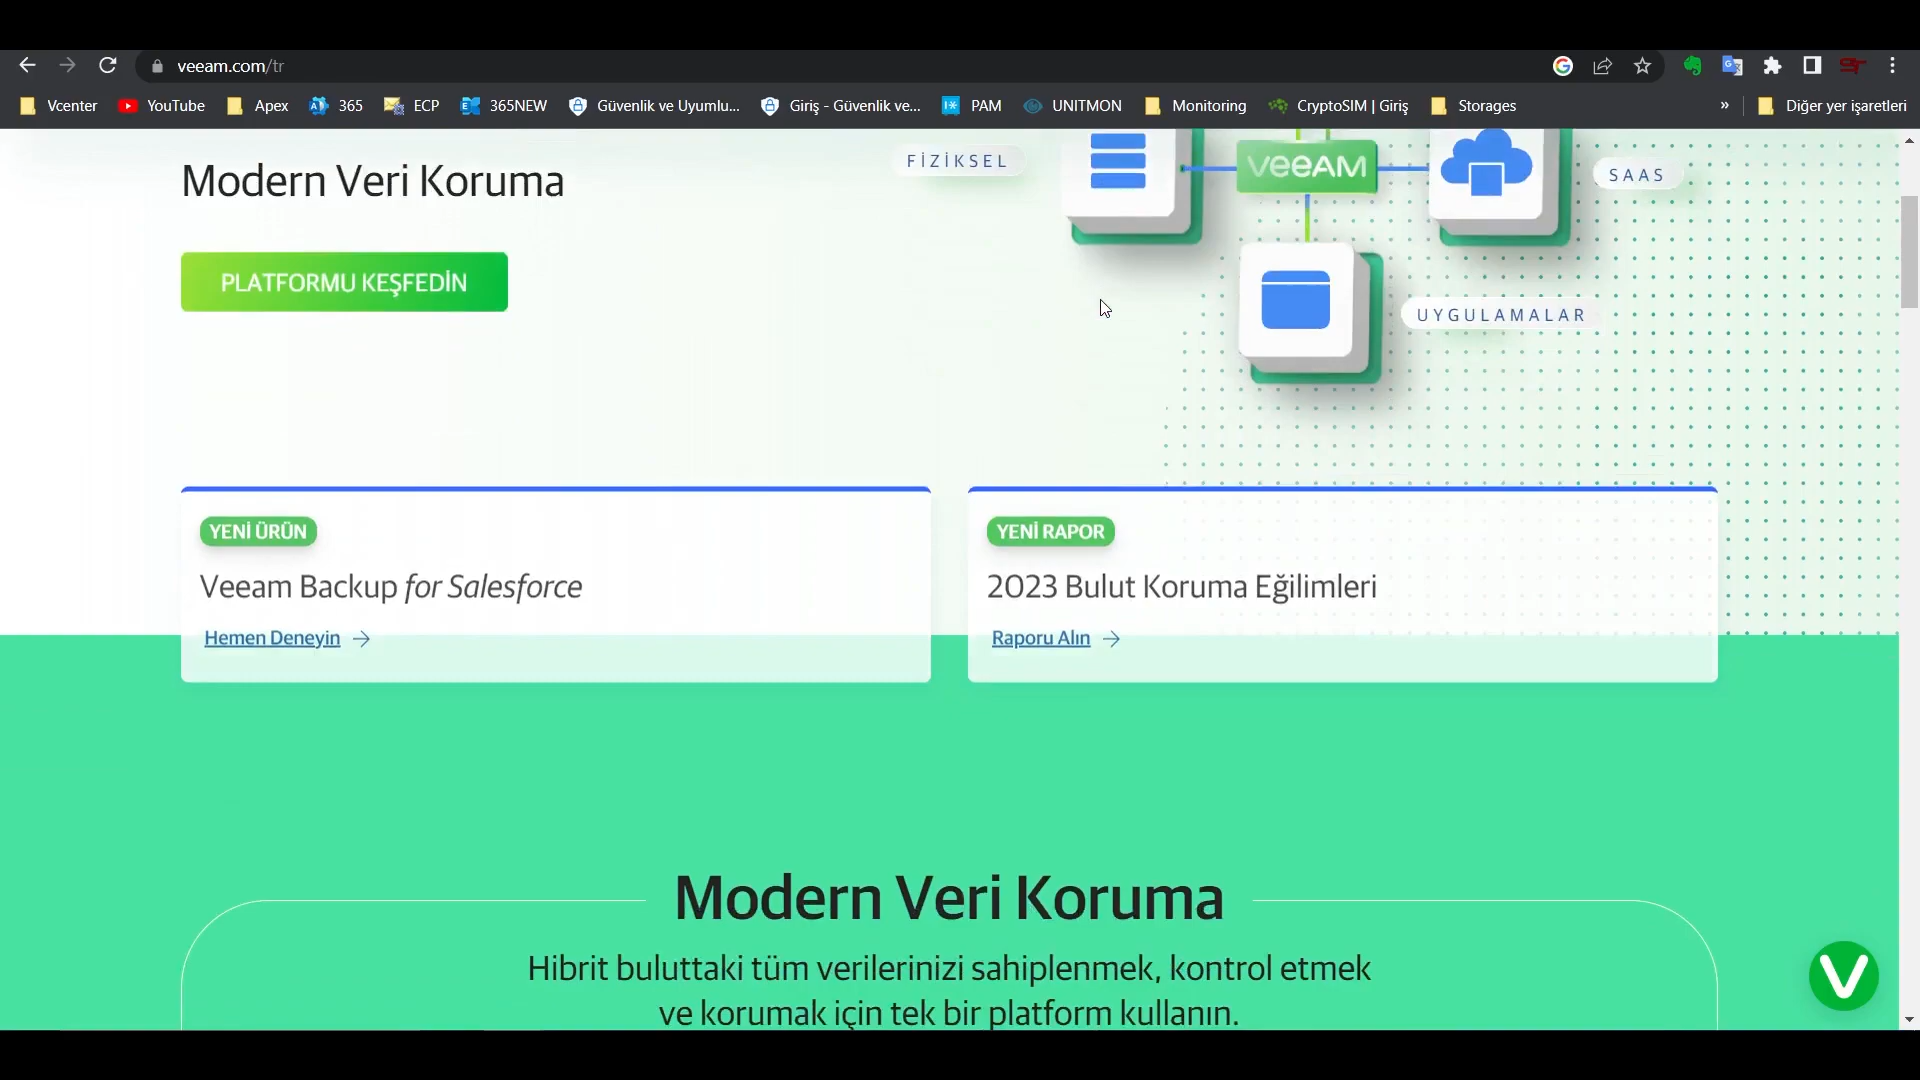 veeam.com/tr
Vcenter YouTube Apex 365 ECP 365NEW Güvenlik ve Uyumlu... Giriş - Güvenlik ve... PAM UNITMON Monitoring CryptoSIM | Giriş Storages » Diğer yer işaretleri
Modern Veri Koruma
PLATFORMU KEŞFEDİN
FİZİKSEL
veeAM
SAAS
UYGULAMALAR
YENİ ÜRÜN
Veeam Backup for Salesforce
Hemen Deneyin
YENİ RAPOR
2023 Bulut Koruma Eğilimleri
Raporu Alın
Modern Veri Koruma
Hibrit buluttaki tüm verilerinizi sahiplenmek, kontrol etmek
ve korumak için tek bir platform kullanın.
V